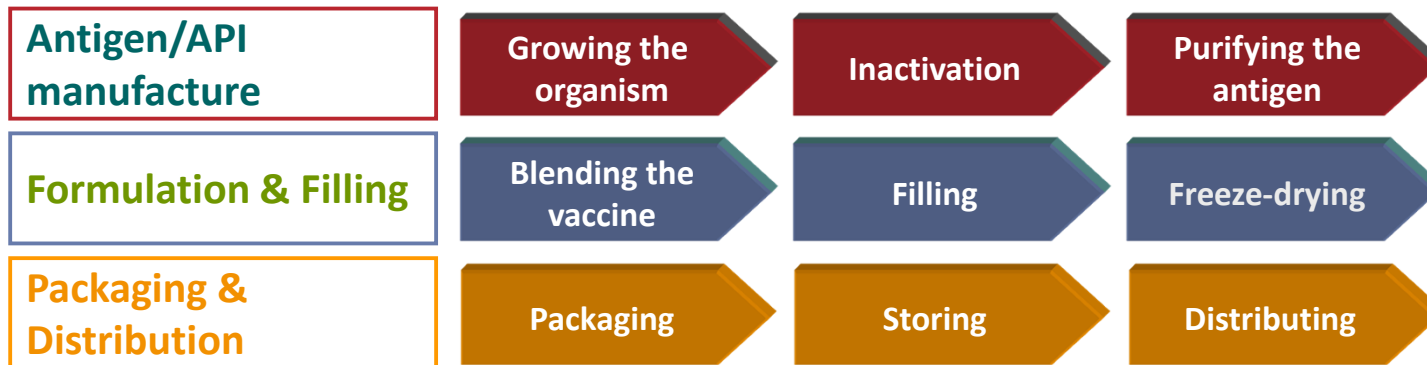 Antigen/API
manufacture
Growing the
organism
Inactivation
Purifying the
antigen
Formulation & Filling
Blending the
vaccine
Filling
Freeze-drying
Packaging &
Distribution
Packaging
Storing
Distributing